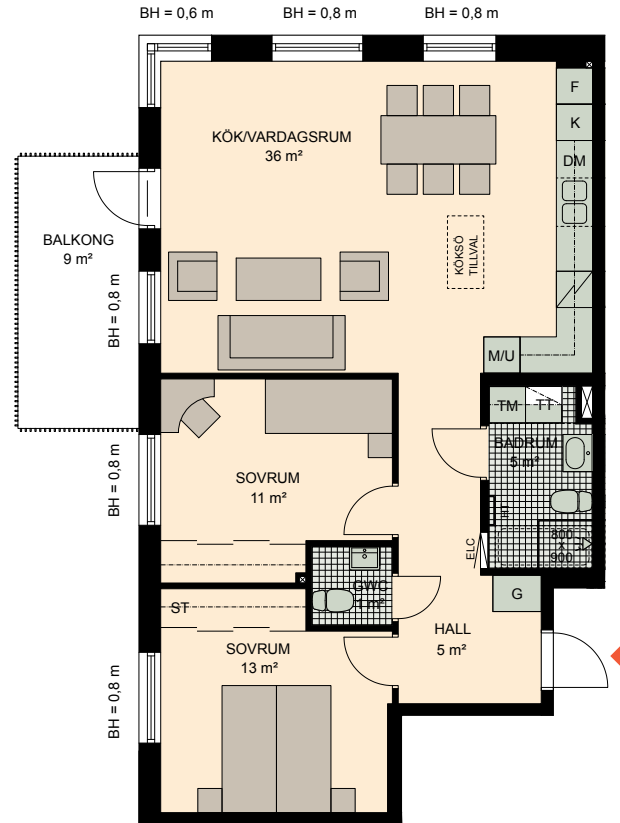 BH = 0,6 m
BH = 0,8 m
BH = 0,8 m
F
K
DM
KÖK/VARDAGSRUM
36 m²
BALKONG
9 m²
KÖKSÖ
TILLVAL
BH = 0,8 m
M/U
TM
TT
BADRUM
5 m²
BH = 0,8 m
SOVRUM
11 m²
HT
ELC
800
X
900
GWC
1 m²
G
ST
HALL
5 m²
SOVRUM
13 m²
BH = 0,8 m